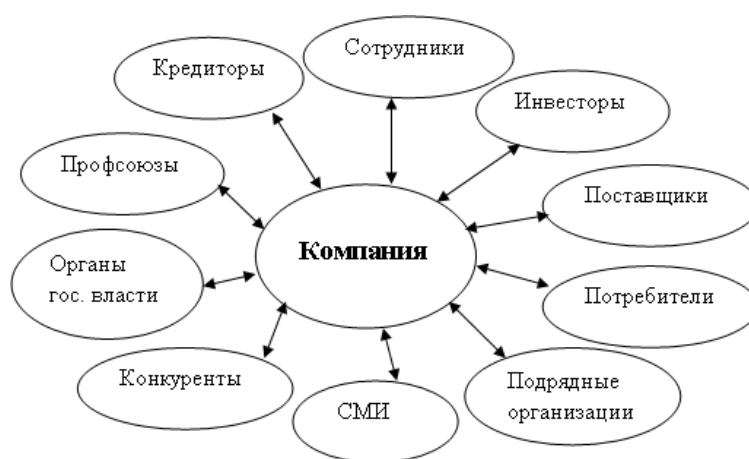 Сотрудники
Кредиторы
Инвесторы
Профсоюзы
Поставщики
Компания
Органы
гос. власти
Потребители
Конкуренты
СМИ
Подрядные
организации